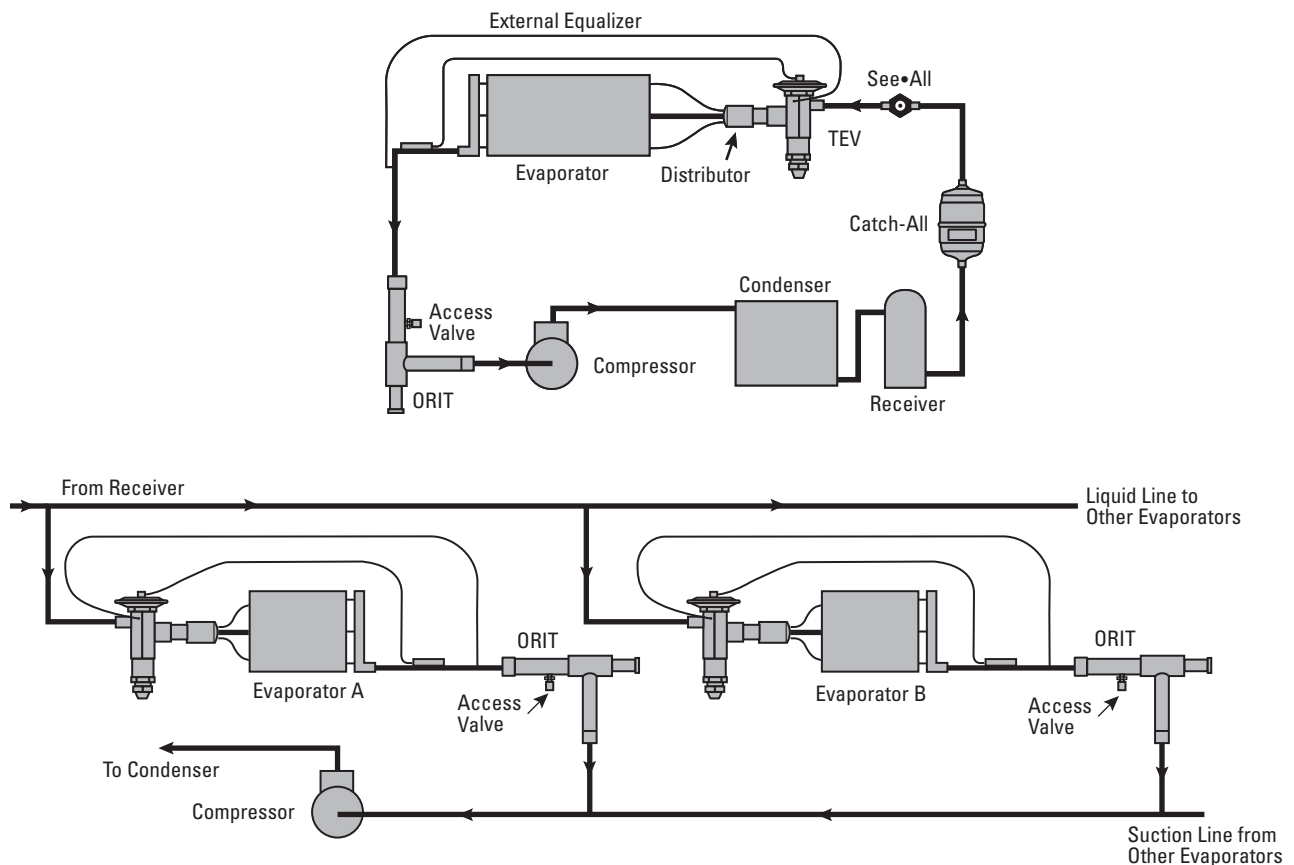 External Equalizer
See•All
TEV
Evaporator
Distributor
Catch-All
Condenser
Access
Valve
Compressor
ORIT
Receiver
From Receiver
Liquid Line to
Other Evaporators
ORIT
ORIT
Evaporator A
Access
Valve
Evaporator B
Access
Valve
To Condenser
Compressor
Suction Line from
Other Evaporators